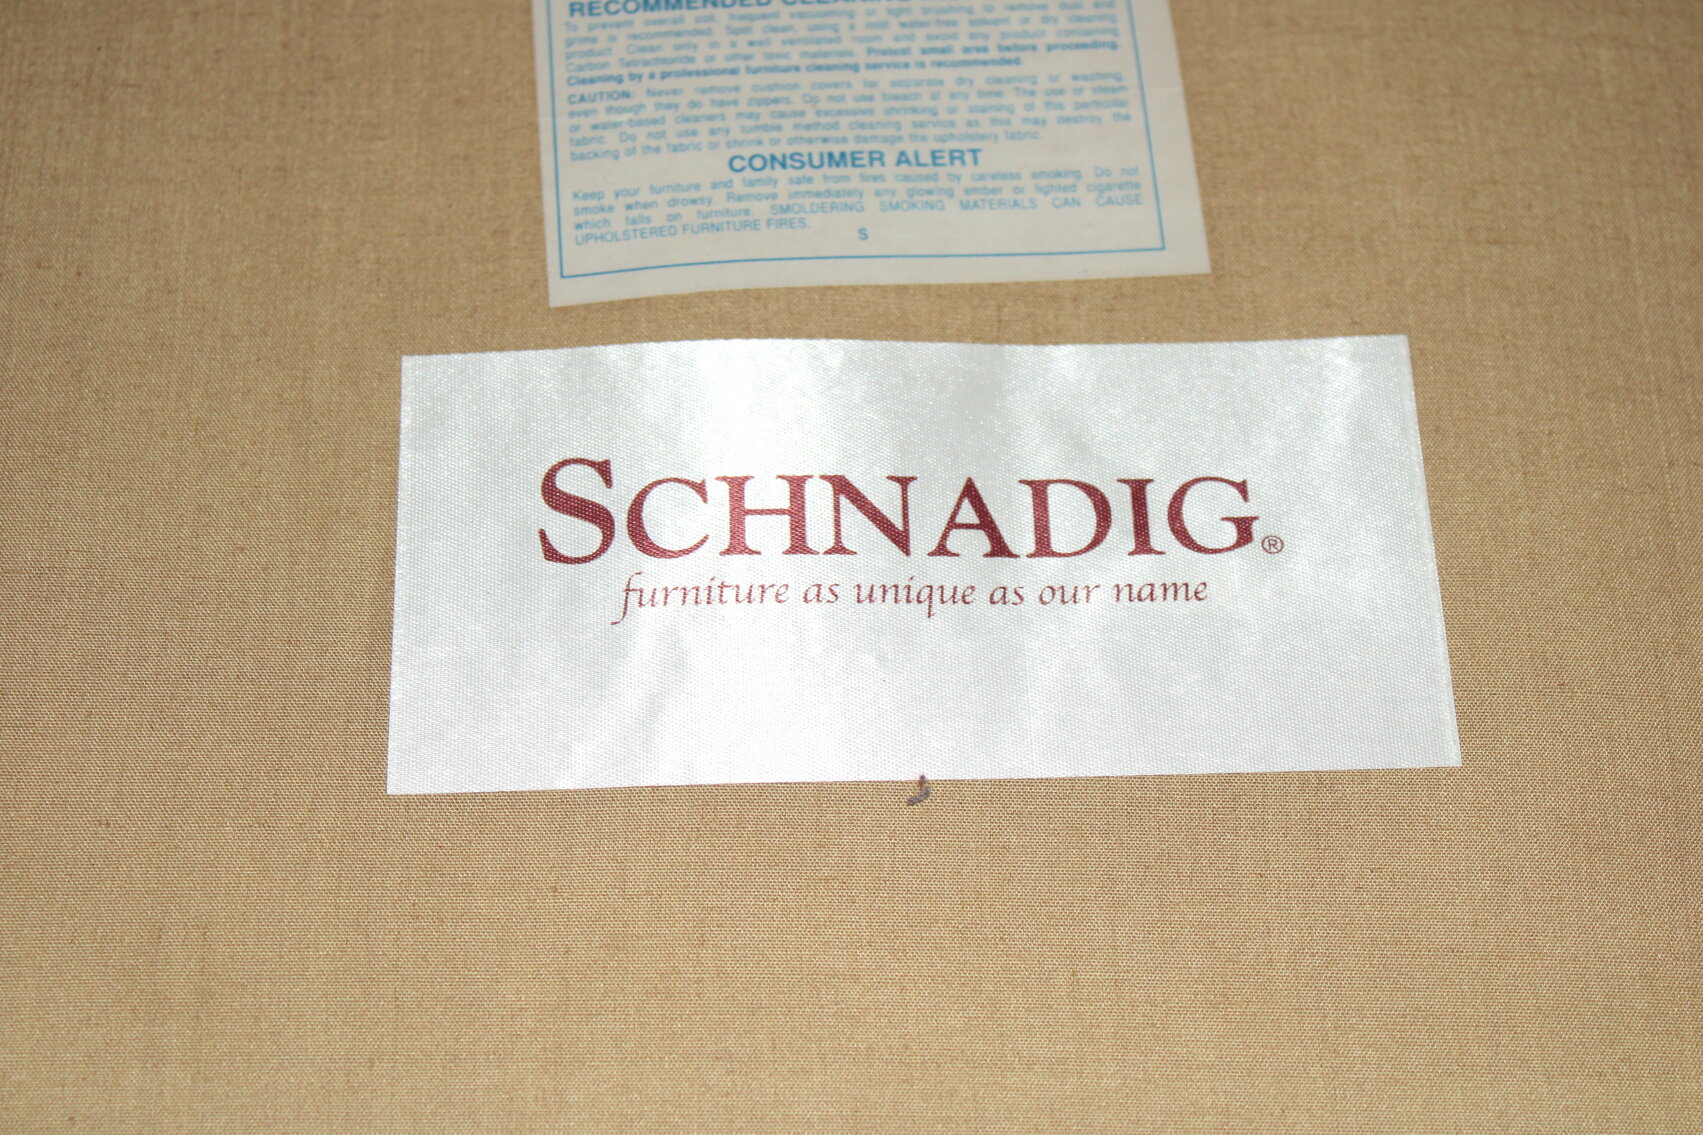 RECOMMENDED CLEANING
To prevent overall soil, frequent vacuuming or light brushing to remove dust and
grime is recommended. Spot clean, using a mild water-free solvent or dry cleaning
product. Clean only in a well ventilated room and avoid any product containing
Carbon Tetrachloride or other toxic materials. Pretest small area before proceeding.
Cleaning by a professional furniture cleaning service is recommended.
CAUTION: Never remove cushion covers for separate dry cleaning or washing,
even though they do have zippers. Do not use bleach at any time. The use of steam
or water-based cleaners may cause excessive shrinking or staining of this particular
fabric. Do not use any tumble method cleaning service as this may destroy the
backing of the fabric or shrink or otherwise damage the upholstery fabric.
CONSUMER ALERT
Keep your furniture and family safe from fires caused by careless smoking. Do not
smoke when drowsy. Remove immediately any glowing ember or lighted cigarette
which falls on furniture. SMOLDERING SMOKING MATERIALS CAN CAUSE
UPHOLSTERED FURNITURE FIRES.
S
SCHNADIG®
furniture as unique as our name